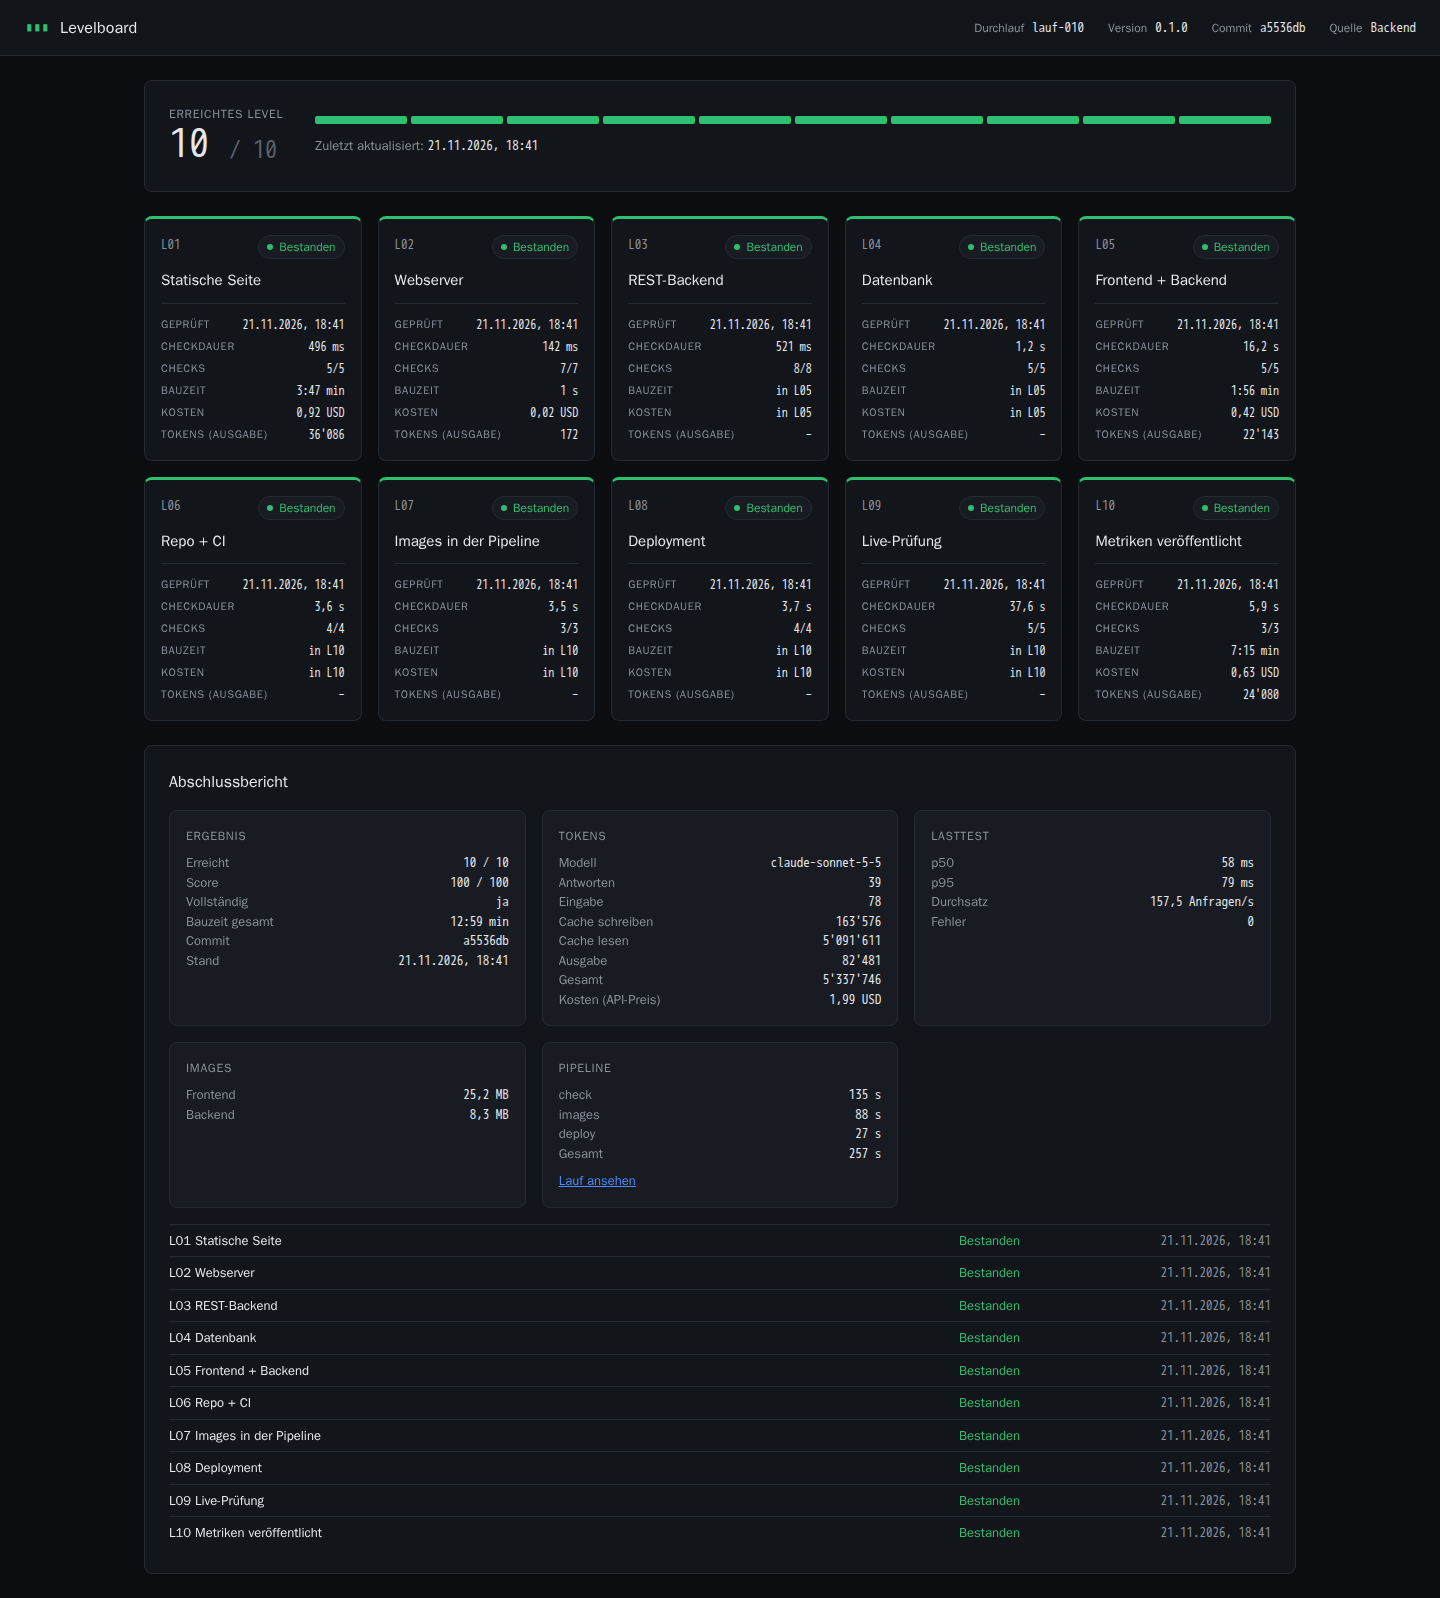 Levelboard
Durchlauf lauf-010 Version 0.1.0 Commit a5536db Quelle Backend
ERREICHTES LEVEL
10 / 10
Zuletzt aktualisiert: 21.11.2026, 18:41
L01 Bestanden
Statische Seite
GEPRÜFT 21.11.2026, 18:41
CHECKDAUER 496 ms
CHECKS 5/5
BAUZEIT 3:47 min
KOSTEN 0,92 USD
TOKENS (AUSGABE) 36'086
L02 Bestanden
Webserver
GEPRÜFT 21.11.2026, 18:41
CHECKDAUER 142 ms
CHECKS 7/7
BAUZEIT 1 s
KOSTEN 0,02 USD
TOKENS (AUSGABE) 172
L03 Bestanden
REST-Backend
GEPRÜFT 21.11.2026, 18:41
CHECKDAUER 521 ms
CHECKS 8/8
BAUZEIT in L05
KOSTEN in L05
TOKENS (AUSGABE) –
L04 Bestanden
Datenbank
GEPRÜFT 21.11.2026, 18:41
CHECKDAUER 1,2 s
CHECKS 5/5
BAUZEIT in L05
KOSTEN in L05
TOKENS (AUSGABE) –
L05 Bestanden
Frontend + Backend
GEPRÜFT 21.11.2026, 18:41
CHECKDAUER 16,2 s
CHECKS 5/5
BAUZEIT 1:56 min
KOSTEN 0,42 USD
TOKENS (AUSGABE) 22'143
L06 Bestanden
Repo + CI
GEPRÜFT 21.11.2026, 18:41
CHECKDAUER 3,6 s
CHECKS 4/4
BAUZEIT in L10
KOSTEN in L10
TOKENS (AUSGABE) –
L07 Bestanden
Images in der Pipeline
GEPRÜFT 21.11.2026, 18:41
CHECKDAUER 3,5 s
CHECKS 3/3
BAUZEIT in L10
KOSTEN in L10
TOKENS (AUSGABE) –
L08 Bestanden
Deployment
GEPRÜFT 21.11.2026, 18:41
CHECKDAUER 3,7 s
CHECKS 4/4
BAUZEIT in L10
KOSTEN in L10
TOKENS (AUSGABE) –
L09 Bestanden
Live-Prüfung
GEPRÜFT 21.11.2026, 18:41
CHECKDAUER 37,6 s
CHECKS 5/5
BAUZEIT in L10
KOSTEN in L10
TOKENS (AUSGABE) –
L10 Bestanden
Metriken veröffentlicht
GEPRÜFT 21.11.2026, 18:41
CHECKDAUER 5,9 s
CHECKS 3/3
BAUZEIT 7:15 min
KOSTEN 0,63 USD
TOKENS (AUSGABE) 24'080
Abschlussbericht
ERGEBNIS
Erreicht 10 / 10
Score 100 / 100
Vollständig ja
Bauzeit gesamt 12:59 min
Commit a5536db
Stand 21.11.2026, 18:41
TOKENS
Modell claude-sonnet-5-5
Antworten 39
Eingabe 78
Cache schreiben 163'576
Cache lesen 5'091'611
Ausgabe 82'481
Gesamt 5'337'746
Kosten (API-Preis) 1,99 USD
LASTTEST
p50 58 ms
p95 79 ms
Durchsatz 157,5 Anfragen/s
Fehler 0
IMAGES
Frontend 25,2 MB
Backend 8,3 MB
PIPELINE
check 135 s
images 88 s
deploy 27 s
Gesamt 257 s
Lauf ansehen
L01 Statische Seite Bestanden 21.11.2026, 18:41
L02 Webserver Bestanden 21.11.2026, 18:41
L03 REST-Backend Bestanden 21.11.2026, 18:41
L04 Datenbank Bestanden 21.11.2026, 18:41
L05 Frontend + Backend Bestanden 21.11.2026, 18:41
L06 Repo + CI Bestanden 21.11.2026, 18:41
L07 Images in der Pipeline Bestanden 21.11.2026, 18:41
L08 Deployment Bestanden 21.11.2026, 18:41
L09 Live-Prüfung Bestanden 21.11.2026, 18:41
L10 Metriken veröffentlicht Bestanden 21.11.2026, 18:41